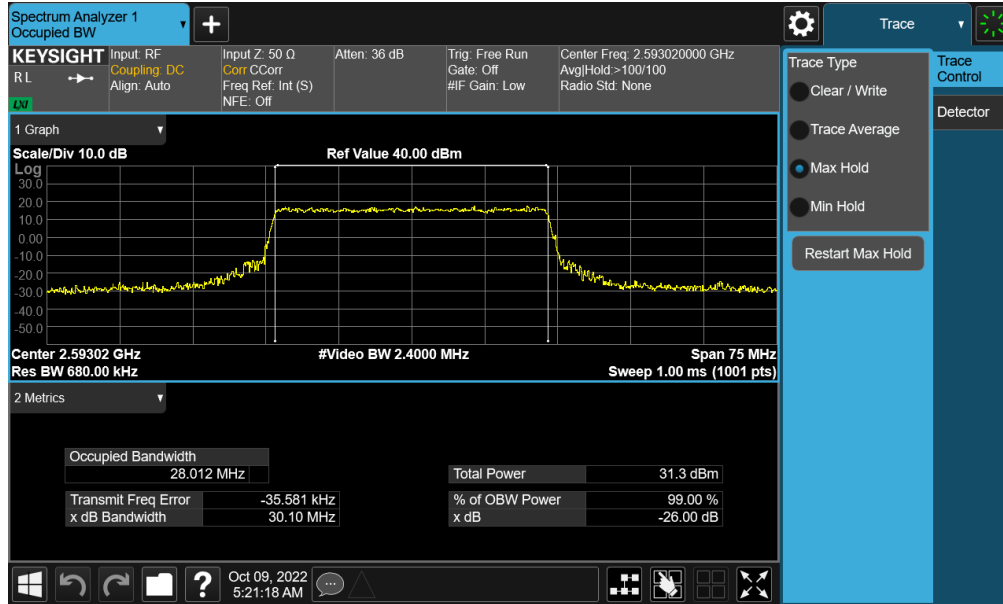 Spectrum Analyzer 1
Occupied BW
+
Trace
KEYSIGHT
R L
LXI
Input: RF
Coupling: DC
Align: Auto
Input Z: 50 Ω
Corr CCorr
Freq Ref: Int (S)
NFE: Off
Atten: 36 dB
Trig: Free Run
Gate: Off
#IF Gain: Low
Center Freq: 2.593020000 GHz
Avg|Hold:>100/100
Radio Std: None
Trace Type
Clear / Write
Trace Average
Max Hold
Min Hold
Restart Max Hold
Trace
Control
Detector
1 Graph
Scale/Div 10.0 dB
Ref Value 40.00 dBm
Log
30.0
20.0
10.0
0.00
-10.0
-20.0
-30.0
-40.0
-50.0
Center 2.59302 GHz
#Video BW 2.4000 MHz
Span 75 MHz
Res BW 680.00 kHz
Sweep 1.00 ms (1001 pts)
2 Metrics
Occupied Bandwidth
28.012 MHz
Total Power 31.3 dBm
Transmit Freq Error -35.581 kHz
% of OBW Power 99.00 %
x dB Bandwidth 30.10 MHz
x dB -26.00 dB
?
Oct 09, 2022
5:21:18 AM